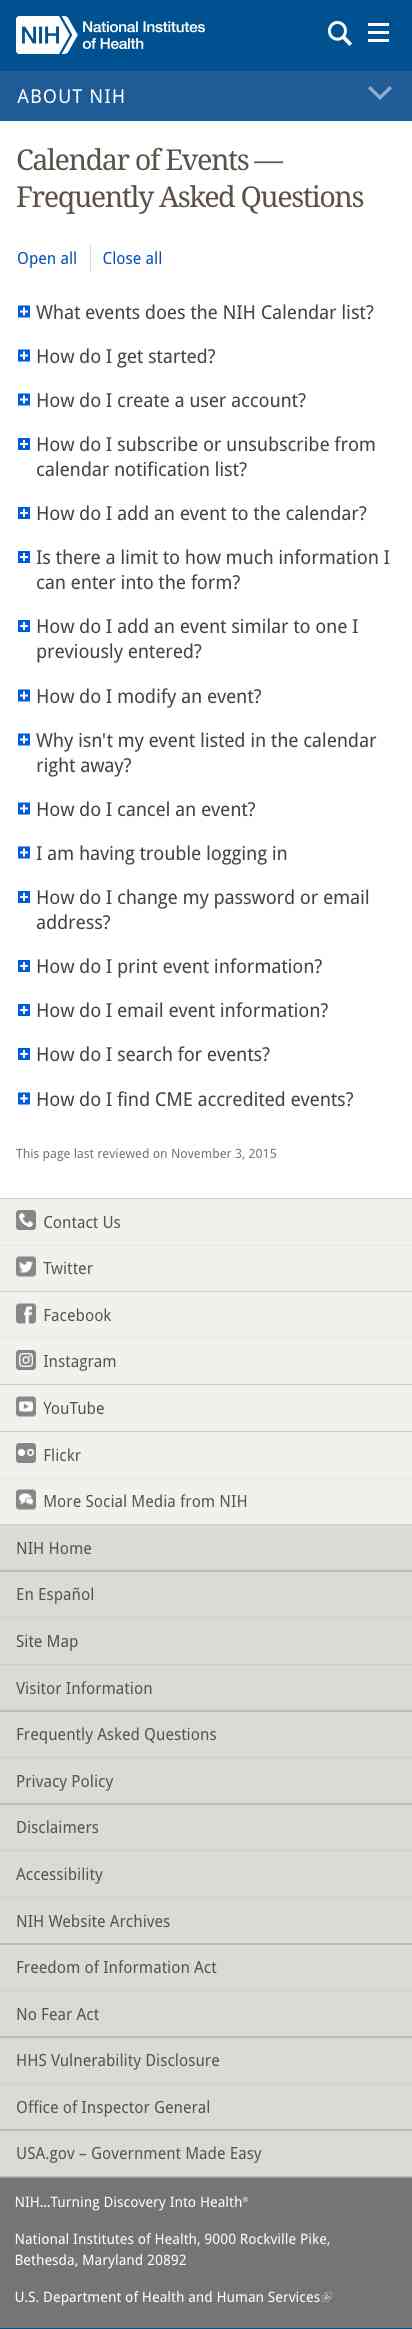 NIH National Institutes
of Health
ABOUT NIH
Calendar of Events —
Frequently Asked Questions
Open all
Close all
What events does the NIH Calendar list?
How do I get started?
How do I create a user account?
How do I subscribe or unsubscribe from
calendar notification list?
How do I add an event to the calendar?
Is there a limit to how much information I
can enter into the form?
How do I add an event similar to one I
previously entered?
How do I modify an event?
Why isn't my event listed in the calendar
right away?
How do I cancel an event?
I am having trouble logging in
How do I change my password or email
address?
How do I print event information?
How do I email event information?
How do I search for events?
How do I find CME accredited events?
This page last reviewed on November 3, 2015
Contact Us
Twitter
Facebook
Instagram
YouTube
Flickr
More Social Media from NIH
NIH Home
En Español
Site Map
Visitor Information
Frequently Asked Questions
Privacy Policy
Disclaimers
Accessibility
NIH Website Archives
Freedom of Information Act
No Fear Act
HHS Vulnerability Disclosure
Office of Inspector General
USA.gov – Government Made Easy
NIH...Turning Discovery Into Health®
National Institutes of Health, 9000 Rockville Pike,
Bethesda, Maryland 20892
U.S. Department of Health and Human Services